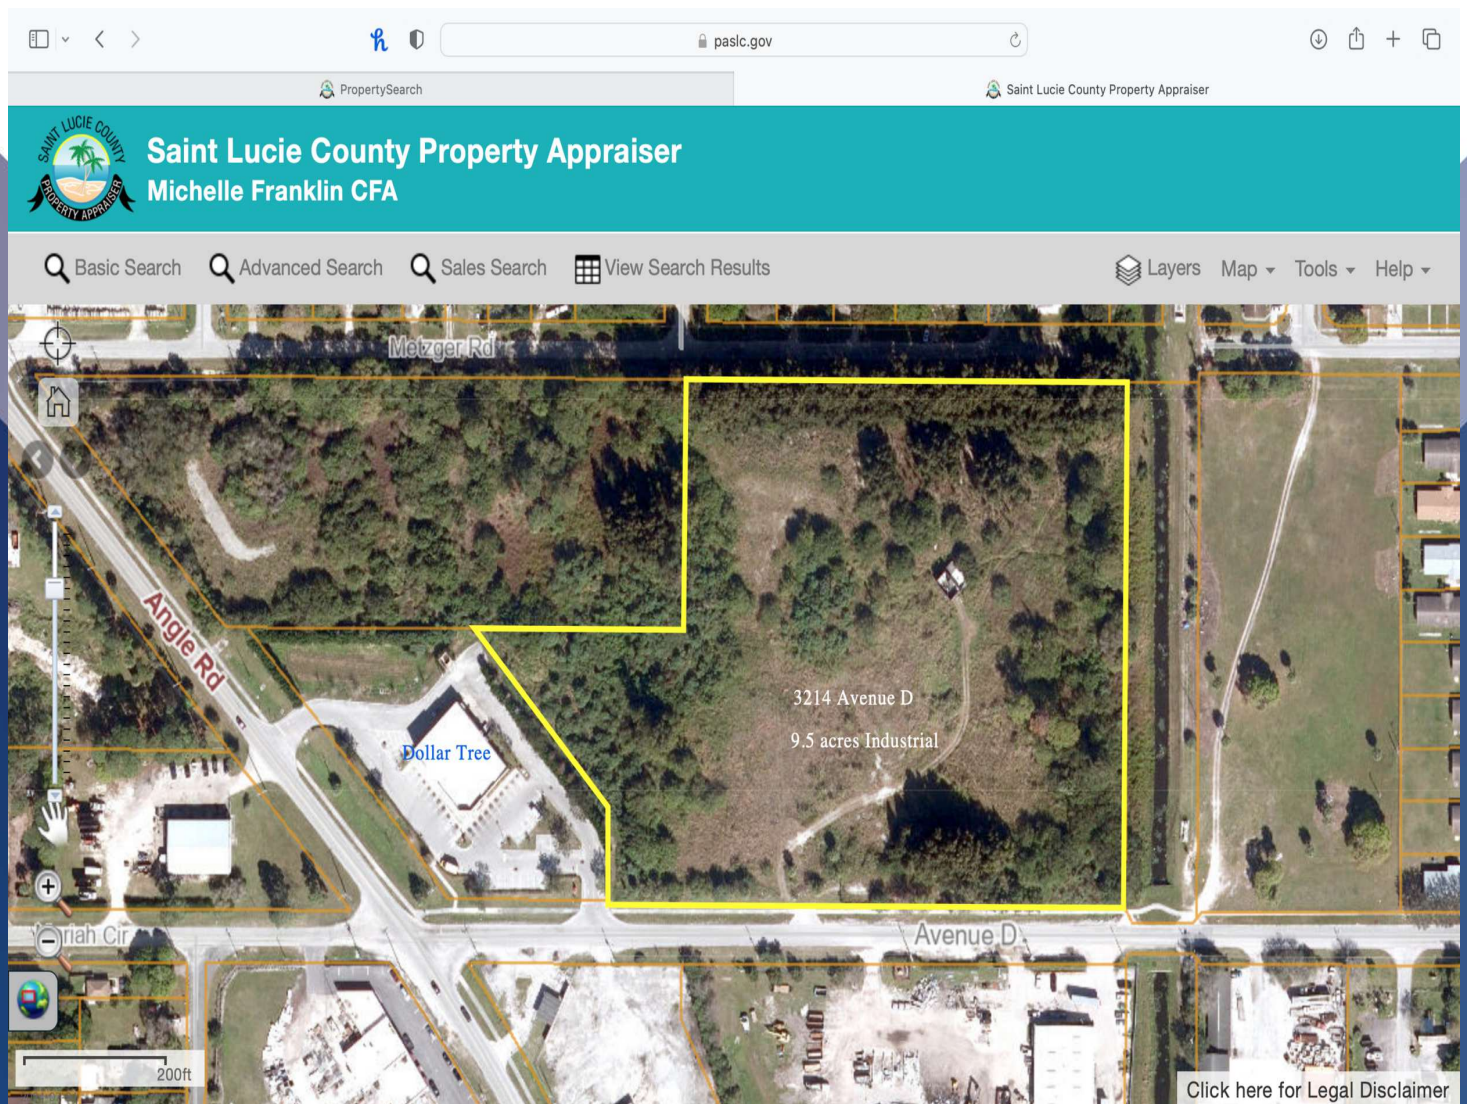 paslc.gov
PropertySearch
Saint Lucie County Property Appraiser
SAINT LUCIE COUNTY
PROPERTY APPRAISER
Saint Lucie County Property Appraiser
Michelle Franklin CFA
Basic Search
Advanced Search
Sales Search
View Search Results
Layers
Map
Tools
Help
Metzger Rd
Angle Rd
3214 Avenue D
9.5 acres Industrial
Dollar Tree
Avenue D
riah Cir
200ft
Click here for Legal Disclaimer